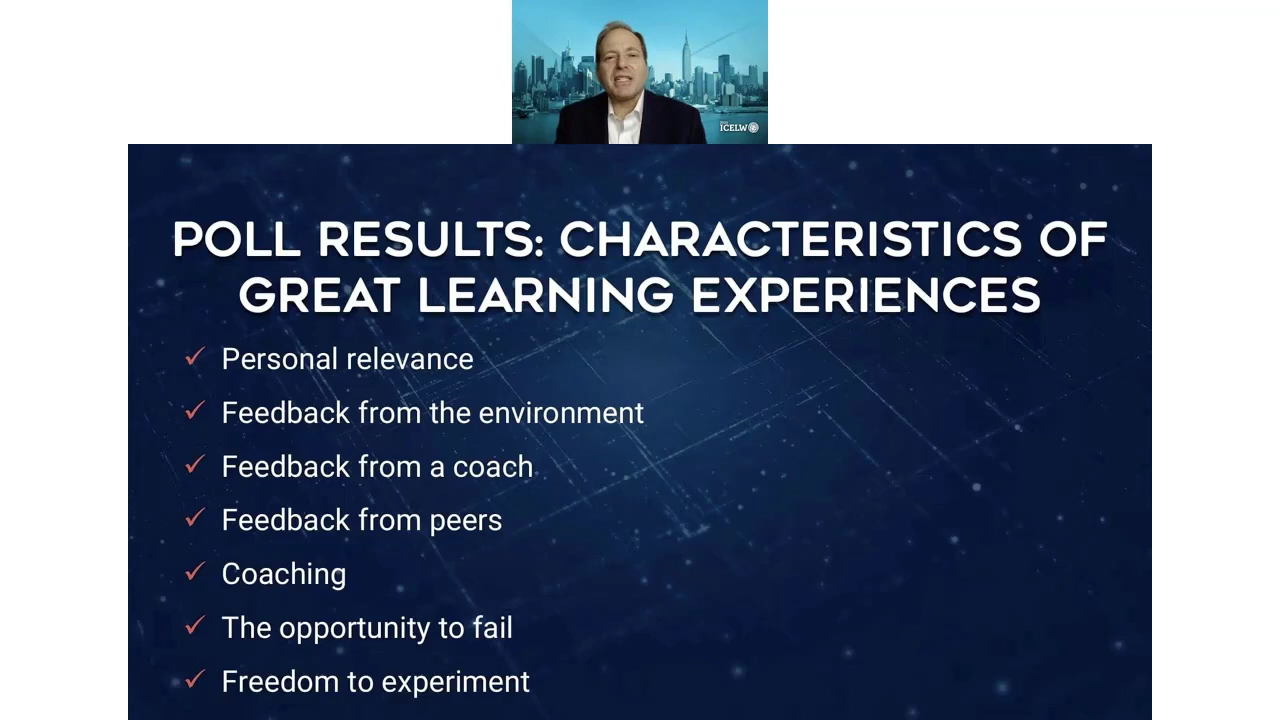 ICELW
POLL RESULTS: CHARACTERISTICS OF
GREAT LEARNING EXPERIENCES
Personal relevance
Feedback from the environment
Feedback from a coach
Feedback from peers
Coaching
The opportunity to fail
Freedom to experiment